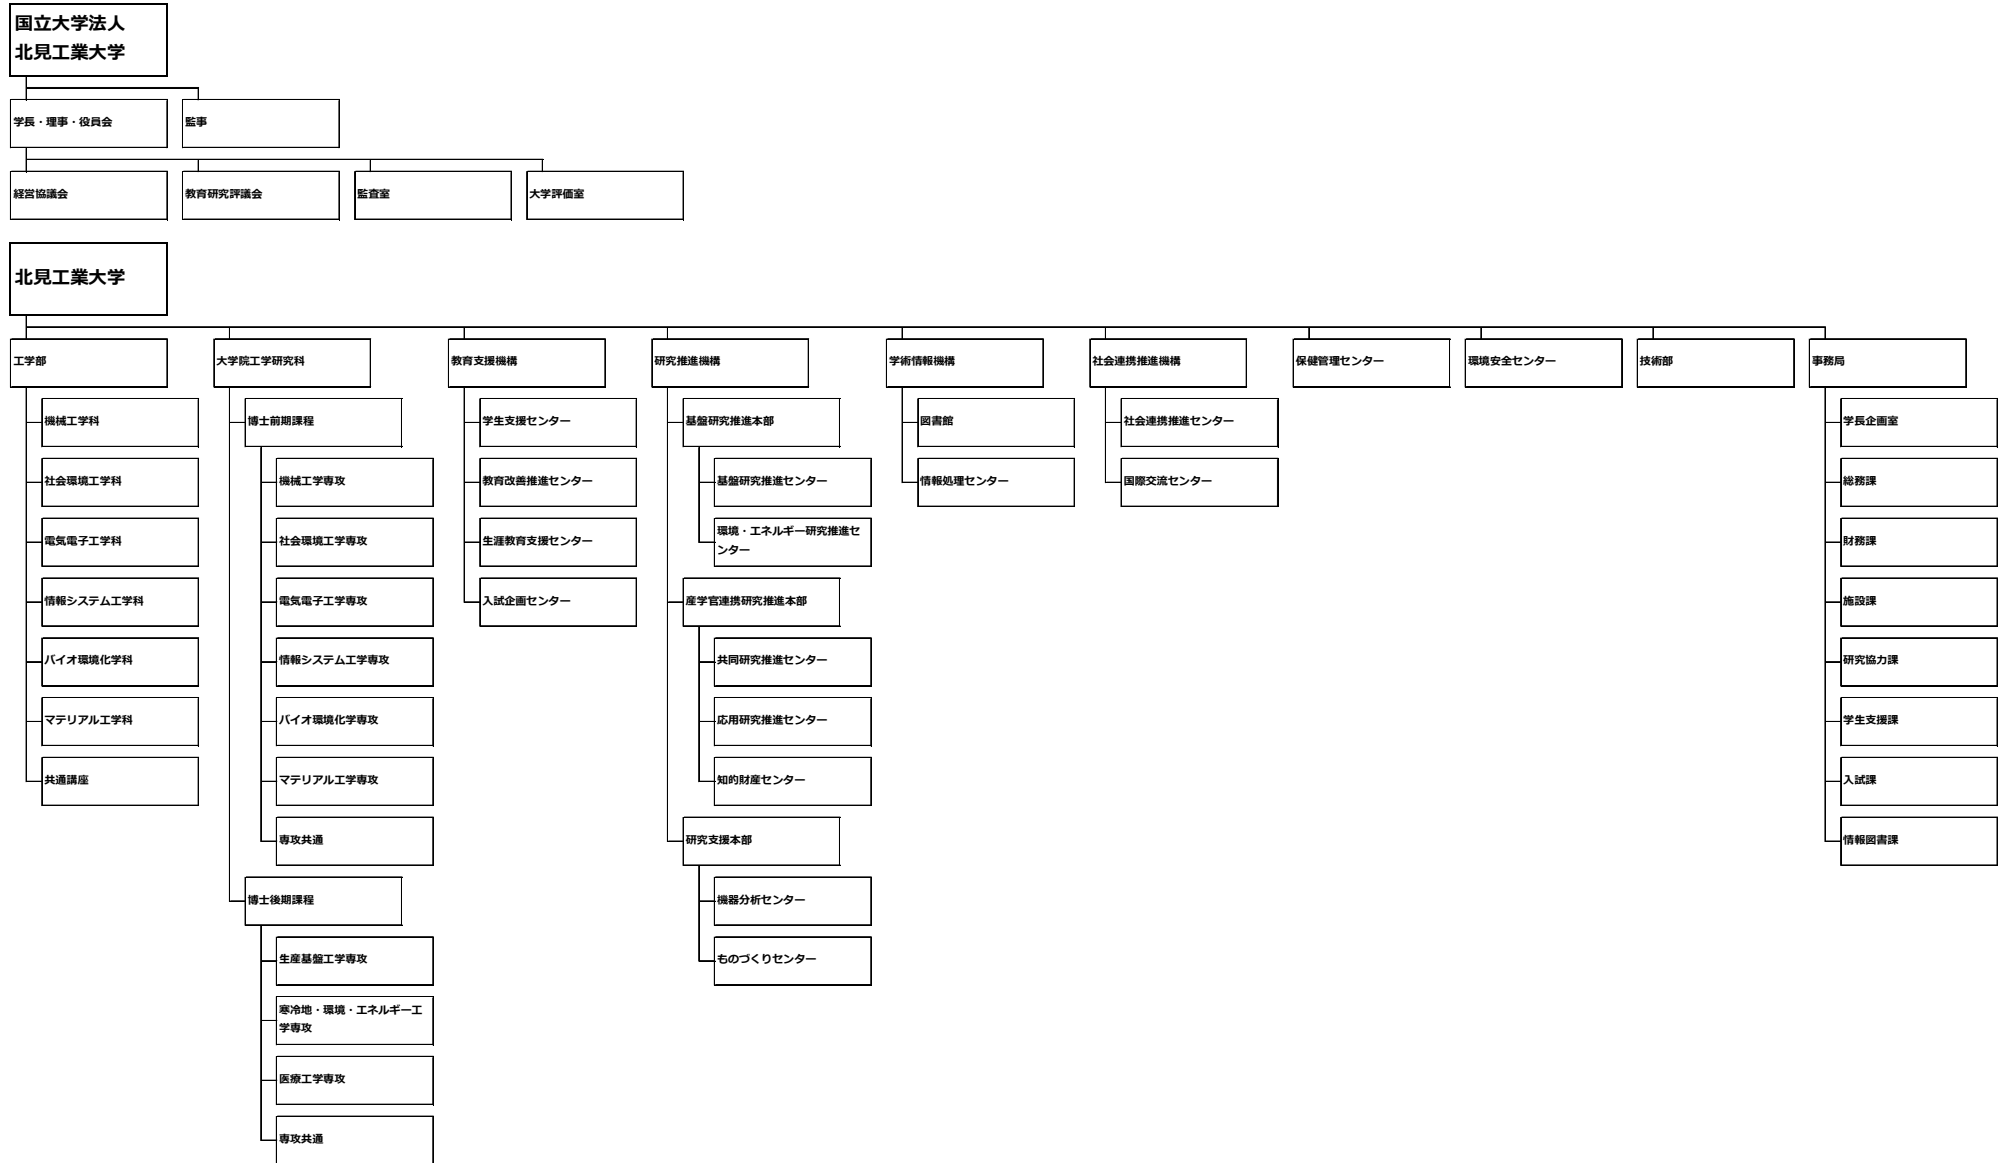 国立大学法人
北見工業大学
学長・理事・役員会
監事
経営協議会
教育研究評議会
監査室
大学評価室
北見工業大学
工学部
機械工学科
社会環境工学科
電気電子工学科
情報システム工学科
バイオ環境化学科
マテリアル工学科
共通講座
大学院工学研究科
博士前期課程
機械工学専攻
社会環境工学専攻
電気電子工学専攻
情報システム工学専攻
バイオ環境化学専攻
マテリアル工学専攻
専攻共通
博士後期課程
生産基盤工学専攻
寒冷地・環境・エネルギー工
学専攻
医療工学専攻
専攻共通
教育支援機構
学生支援センター
教育改善推進センター
生涯教育支援センター
入試企画センター
研究推進機構
基盤研究推進本部
基盤研究推進センター
環境・エネルギー研究推進セ
ンター
産学官連携研究推進本部
共同研究推進センター
応用研究推進センター
知的財産センター
研究支援本部
機器分析センター
ものづくりセンター
学術情報機構
図書館
情報処理センター
社会連携推進機構
社会連携推進センター
国際交流センター
保健管理センター
環境安全センター
技術部
事務局
学長企画室
総務課
財務課
施設課
研究協力課
学生支援課
入試課
情報図書課